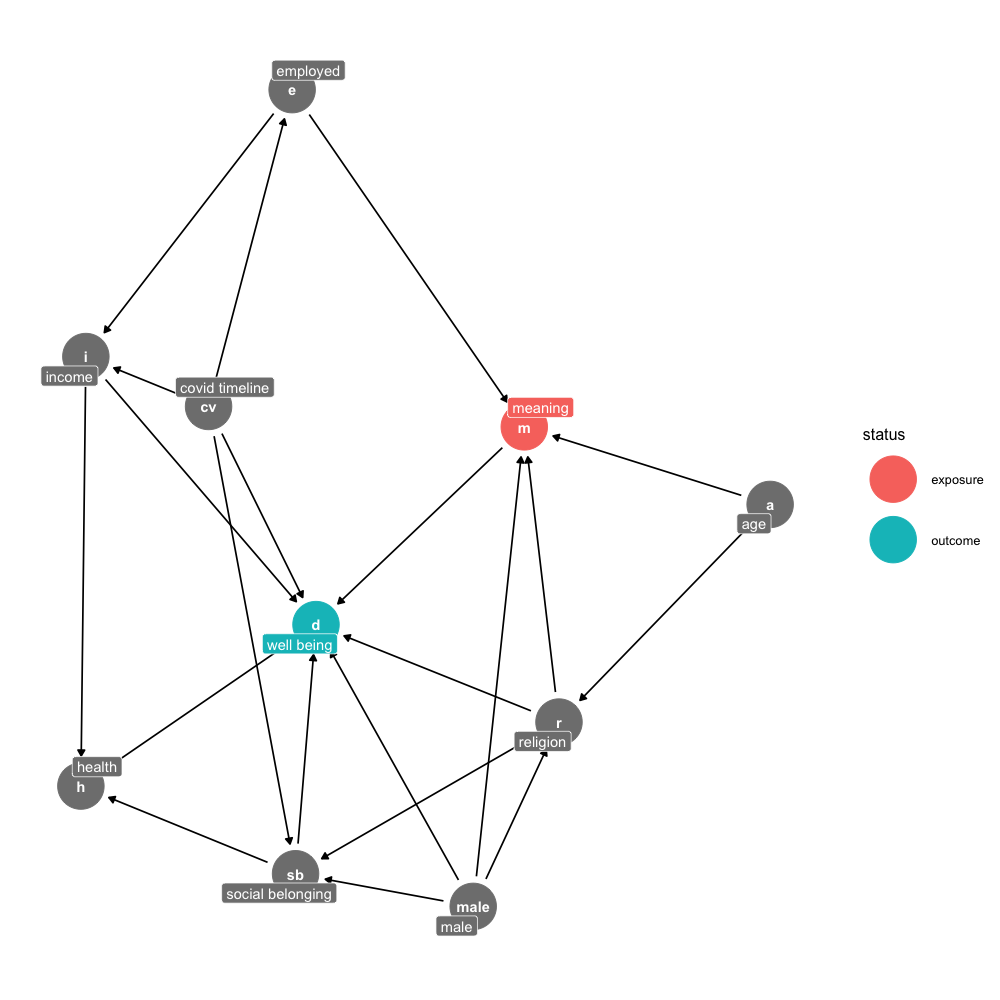 employed
e
i
income
covid timeline
cv
meaning
m
status
exposure
outcome
a
age
d
well being
r
religion
health
h
sb
social belonging
male
male